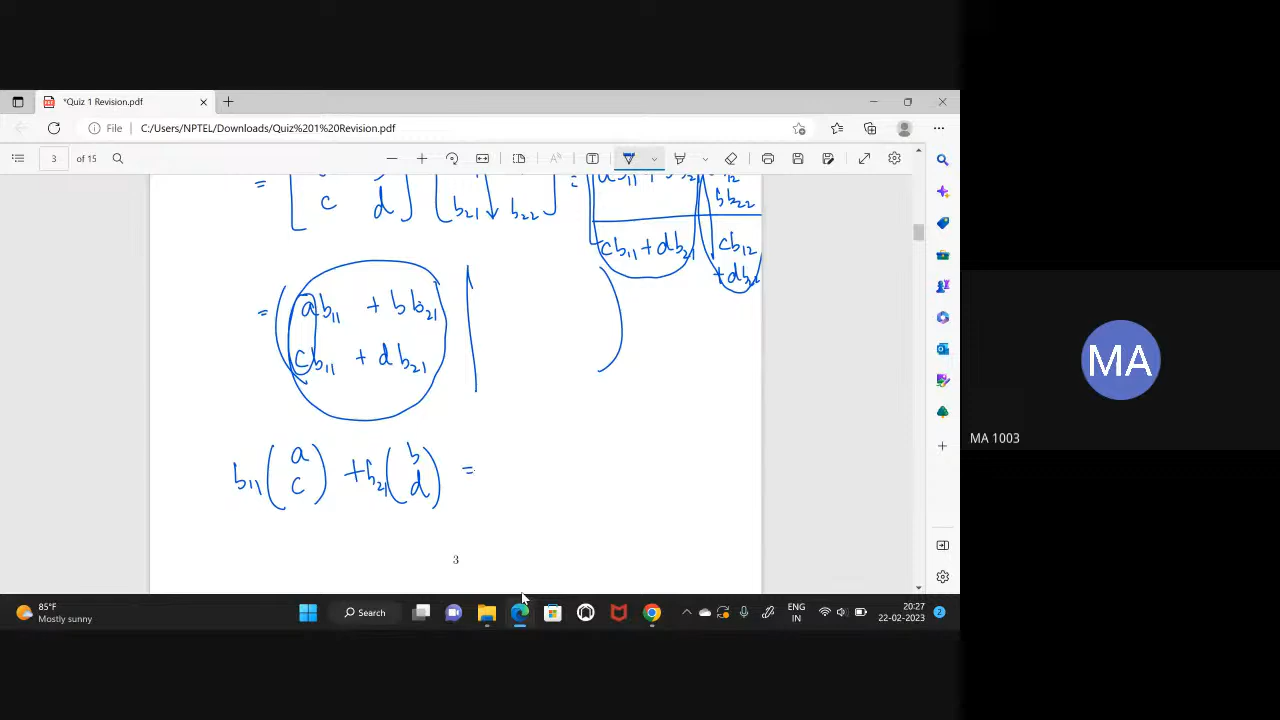 *Quiz 1 Revision.pdf
File C:/Users/NPTEL/Downloads/Quiz%201%20Revision.pdf
3 of 15
= [ c d ] [ b21 b22 ] = bb22
cb11 + db21 cb12
+ db22
= ( ab11 + bb21 | )
cb11 + db21
b11 ( a c ) + b21 ( b d ) =
3
MA
MA 1003
85°F
Mostly sunny
Search
ENG
IN
20:27
22-02-2023
2